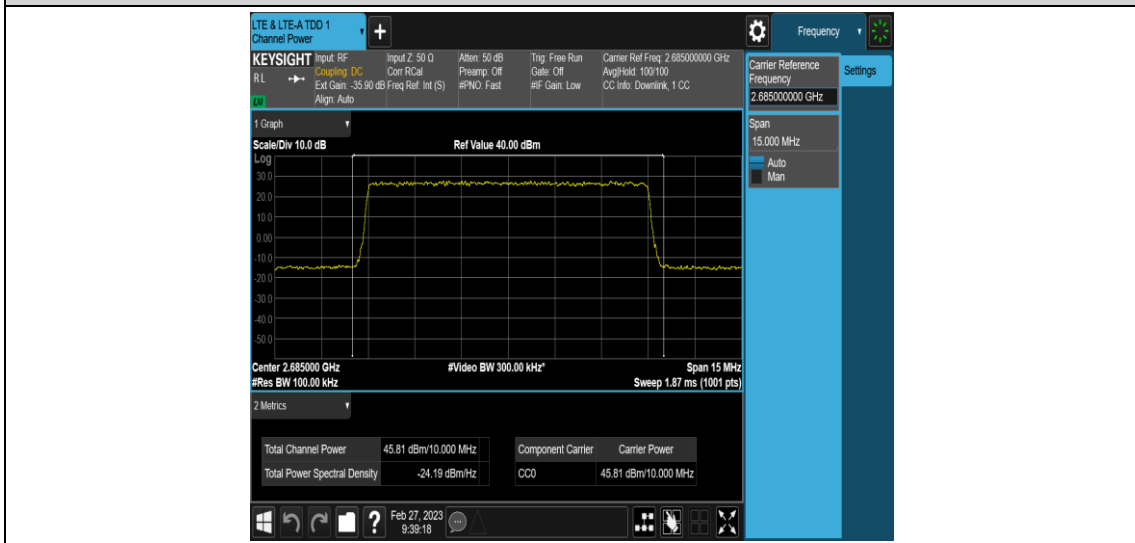 LTE & LTE-A TDD 1
Channel Power
+
Frequency
KEYSIGHT
RL
LXI
Input: RF
Coupling: DC
Ext Gain: -35.90 dB
Align: Auto
Input Z: 50 Ω
Corr RCal
Freq Ref: Int (S)
Atten: 50 dB
Preamp: Off
#PNO: Fast
Trig: Free Run
Gate: Off
#IF Gain: Low
Carrier Ref Freq: 2.685000000 GHz
Avg|Hold: 100/100
CC Info: Downlink, 1 CC
Carrier Reference
Frequency
2.685000000 GHz
Settings
Span
15.000 MHz
Auto
Man
1 Graph
Scale/Div 10.0 dB
Ref Value 40.00 dBm
Log
30.0
20.0
10.0
0.00
-10.0
-20.0
-30.0
-40.0
-50.0
Center 2.685000 GHz
#Video BW 300.00 kHz*
Span 15 MHz
#Res BW 100.00 kHz
Sweep 1.87 ms (1001 pts)
2 Metrics
Total Channel Power 45.81 dBm/10.000 MHz
Total Power Spectral Density -24.19 dBm/Hz
Component Carrier Carrier Power
CC0 45.81 dBm/10.000 MHz
?
Feb 27, 2023
9:39:18